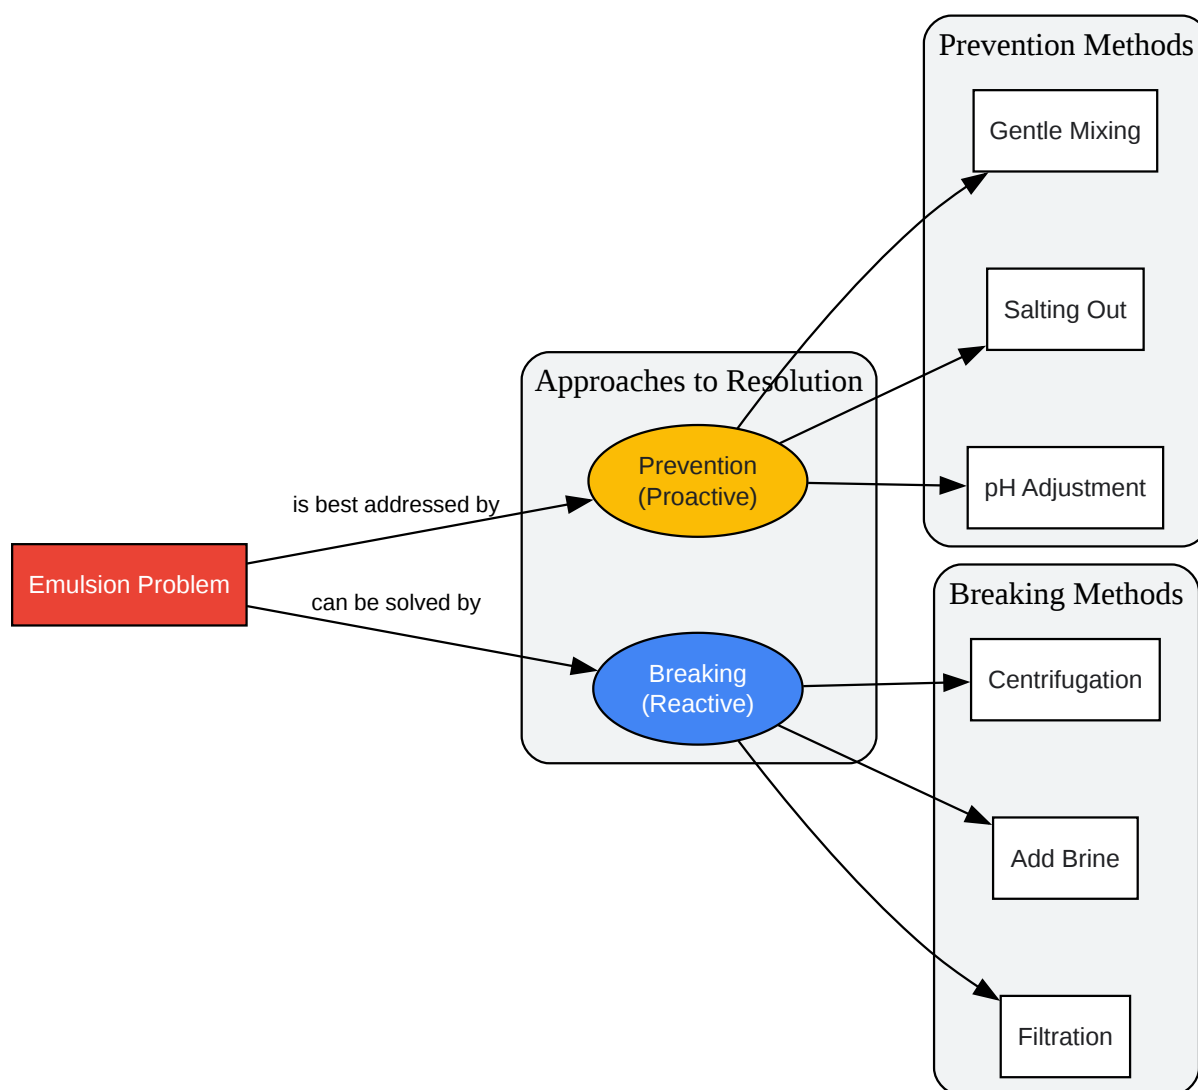 Prevention Methods
Gentle Mixing
Salting Out
Approaches to Resolution
Prevention
(Proactive)
pH Adjustment
is best addressed by
Emulsion Problem
can be solved by
Breaking Methods
Breaking
(Reactive)
Centrifugation
Add Brine
Filtration